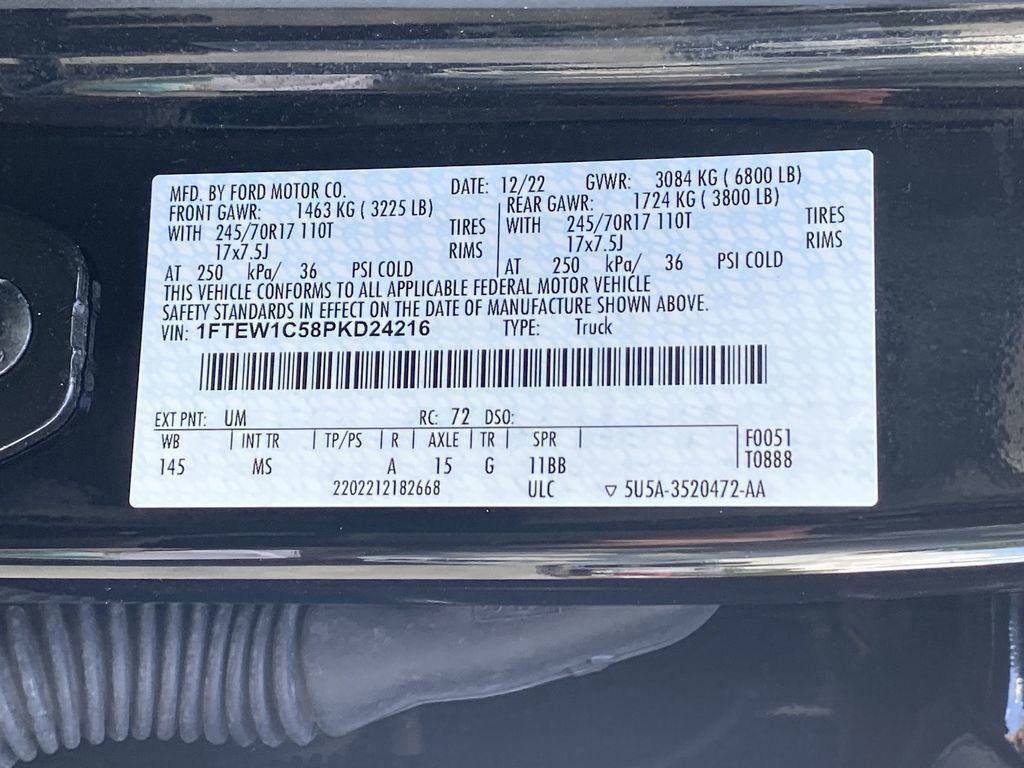 MFD. BY FORD MOTOR CO. DATE: 12/22 GVWR: 3084 KG ( 6800 LB)
FRONT GAWR: 1463 KG ( 3225 LB) REAR GAWR: 1724 KG ( 3800 LB)
WITH 245/70R17 110T TIRES WITH 245/70R17 110T TIRES
17x7.5J RIMS 17x7.5J RIMS
AT 250 kPa/ 36 PSI COLD AT 250 kPa/ 36 PSI COLD
THIS VEHICLE CONFORMS TO ALL APPLICABLE FEDERAL MOTOR VEHICLE
SAFETY STANDARDS IN EFFECT ON THE DATE OF MANUFACTURE SHOWN ABOVE.
VIN: 1FTEW1C58PKD24216 TYPE: Truck
EXT PNT: UM RC: 72 DSO:
WB | INT TR | TP/PS | R | AXLE | TR | SPR | F0051
145 MS A 15 G 11BB T0888
2202212182668 ULC ▽ 5U5A-3520472-AA